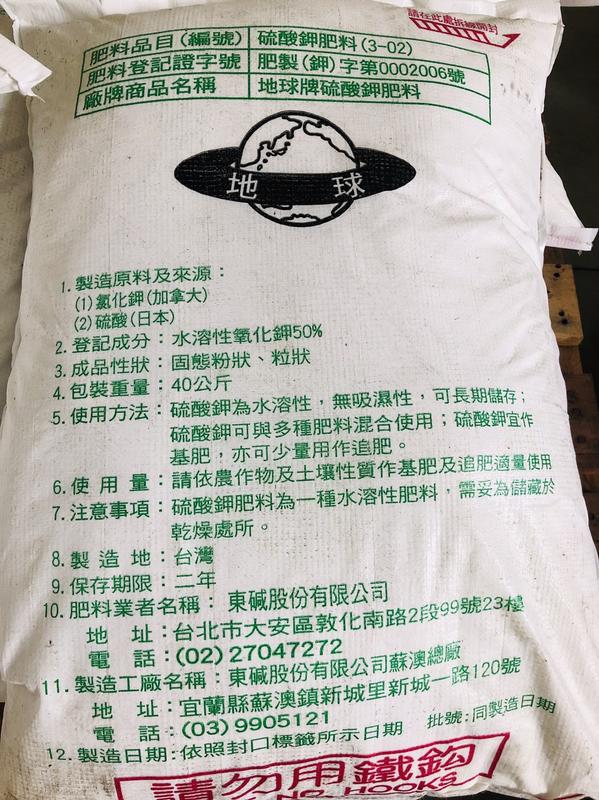 請在此處拆線開封
肥料品目(編號) 硫酸鉀肥料(3-02)
肥料登記證字號 肥製(鉀)字第0002006號
廠牌商品名稱 地球牌硫酸鉀肥料
地球
1.製造原料及來源：
(1)氯化鉀(加拿大)
(2)硫酸(日本)
2.登記成分：水溶性氧化鉀50%
3.成品性狀：固態粉狀、粒狀
4.包裝重量：40公斤
5.使用方法：硫酸鉀為水溶性，無吸濕性，可長期儲存；
硫酸鉀可與多種肥料混合使用；硫酸鉀宜作
基肥，亦可少量用作追肥。
6.使用量：請依農作物及土壤性質作基肥及追肥適量使用
7.注意事項：硫酸鉀肥料為一種水溶性肥料，需妥為儲藏於
乾燥處所。
8.製造地：台灣
9.保存期限：二年
10.肥料業者名稱：東碱股份有限公司
地址：台北市大安區敦化南路2段99號23樓
電話：(02)27047272
11.製造工廠名稱：東碱股份有限公司蘇澳總廠
地址：宜蘭縣蘇澳鎮新城里新城一路120號
電話：(03)9905121
12.製造日期：依照封口標籤所示日期 批號：同製造日期
請勿用鐵鈎
NO HOOKS